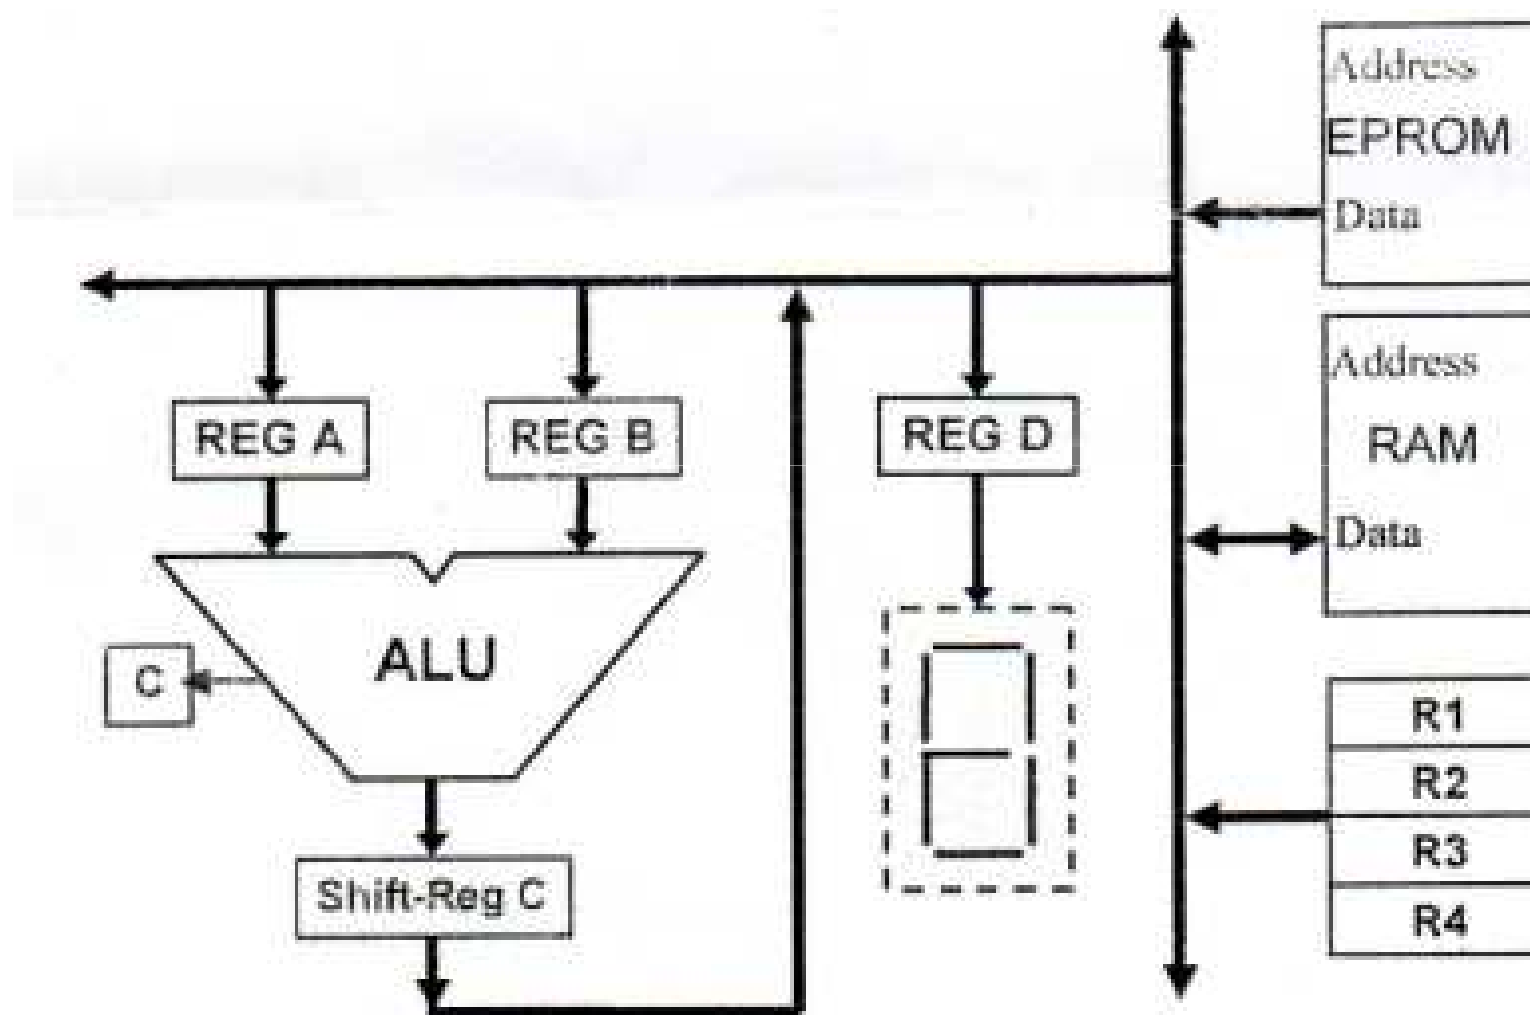 Address
EPROM
Data
Address
RAM
Data
REG A
REG B
REG D
ALU
C
Shift-Reg C
R1
R2
R3
R4